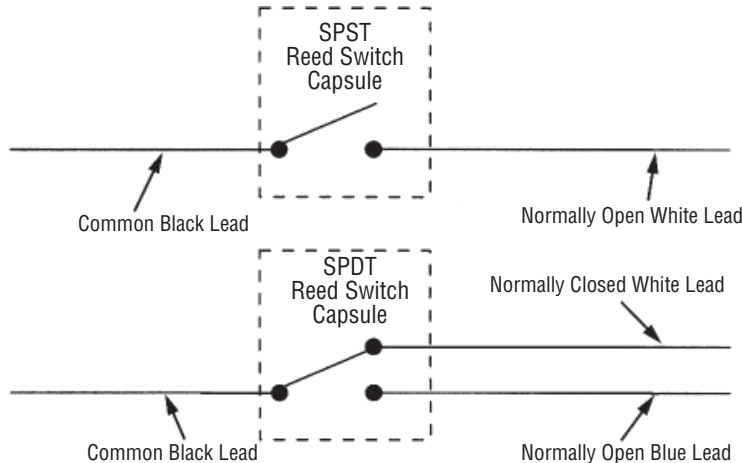 SPST
Reed Switch
Capsule
Common Black Lead
Normally Open White Lead
SPDT
Reed Switch
Capsule
Normally Closed White Lead
Common Black Lead
Normally Open Blue Lead